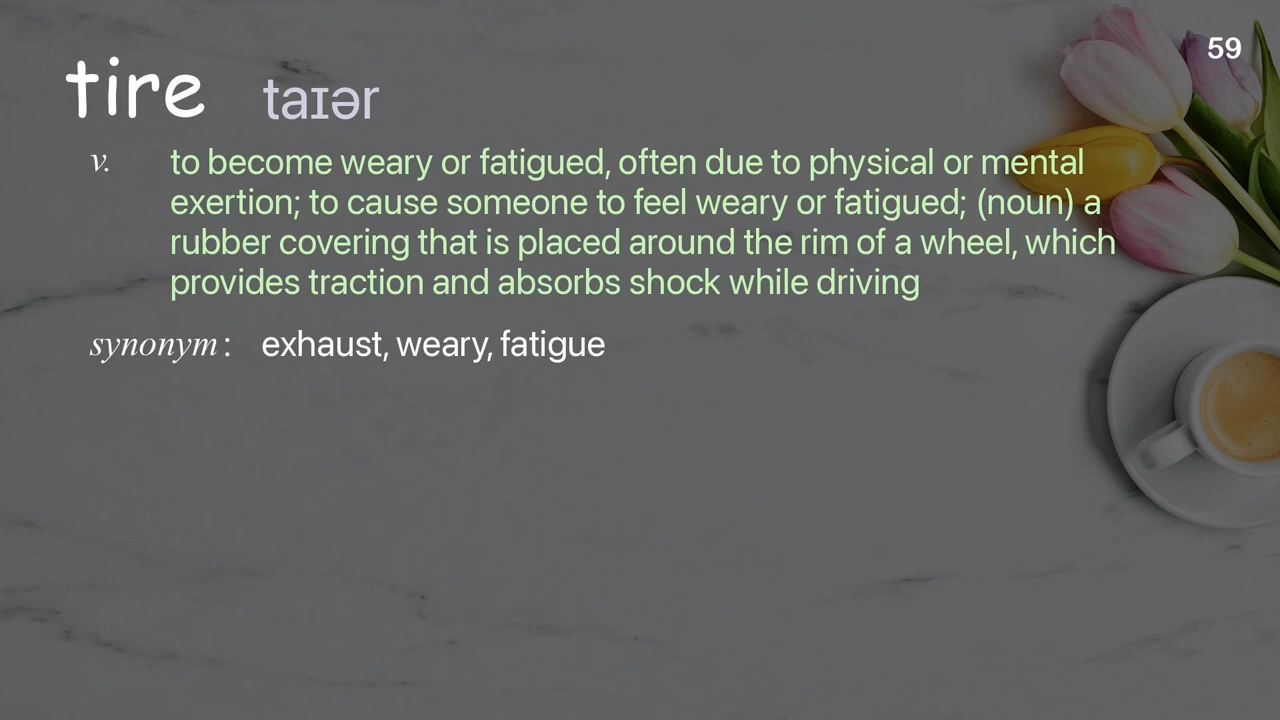 59
tire taɪər
v. to become weary or fatigued, often due to physical or mental
exertion; to cause someone to feel weary or fatigued; (noun) a
rubber covering that is placed around the rim of a wheel, which
provides traction and absorbs shock while driving
synonym: exhaust, weary, fatigue